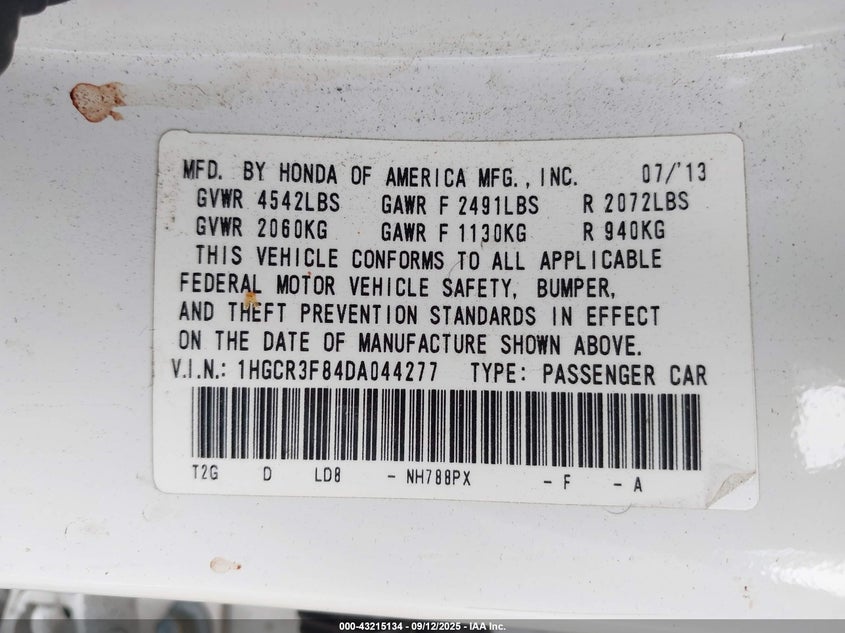 MFD. BY HONDA OF AMERICA MFG., INC. 07/'13
GVWR 4542LBS GAWR F 2491LBS R 2072LBS
GVWR 2060KG GAWR F 1130KG R 940KG
THIS VEHICLE CONFORMS TO ALL APPLICABLE
FEDERAL MOTOR VEHICLE SAFETY, BUMPER,
AND THEFT PREVENTION STANDARDS IN EFFECT
ON THE DATE OF MANUFACTURE SHOWN ABOVE.
V.I.N.: 1HGCR3F84DA044277 TYPE: PASSENGER CAR
T2G D LD8 - NH788PX - F - A
000-43215134 - 09/12/2025 - IAA Inc.